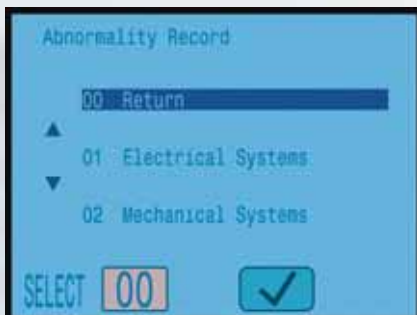 Abnormality Record
00 Return
01 Electrical Systems
02 Mechanical Systems
SELECT 00